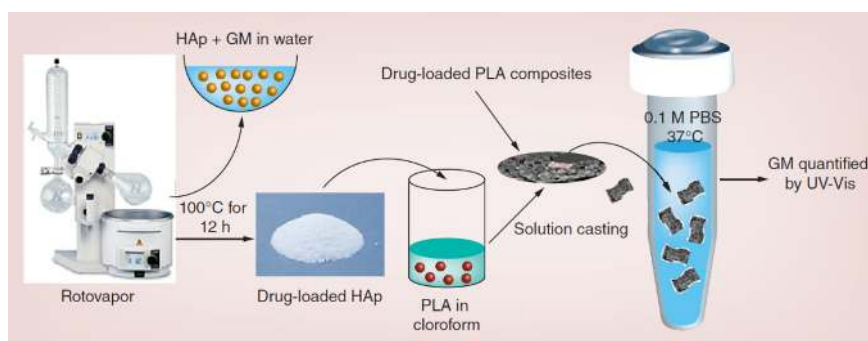 HAp + GM in water
Rotovapor
100°C for
12 h
Drug-loaded HAp
PLA in
cloroform
Drug-loaded PLA composites
Solution casting
0.1 M PBS
37°C
GM quantified
by UV-Vis